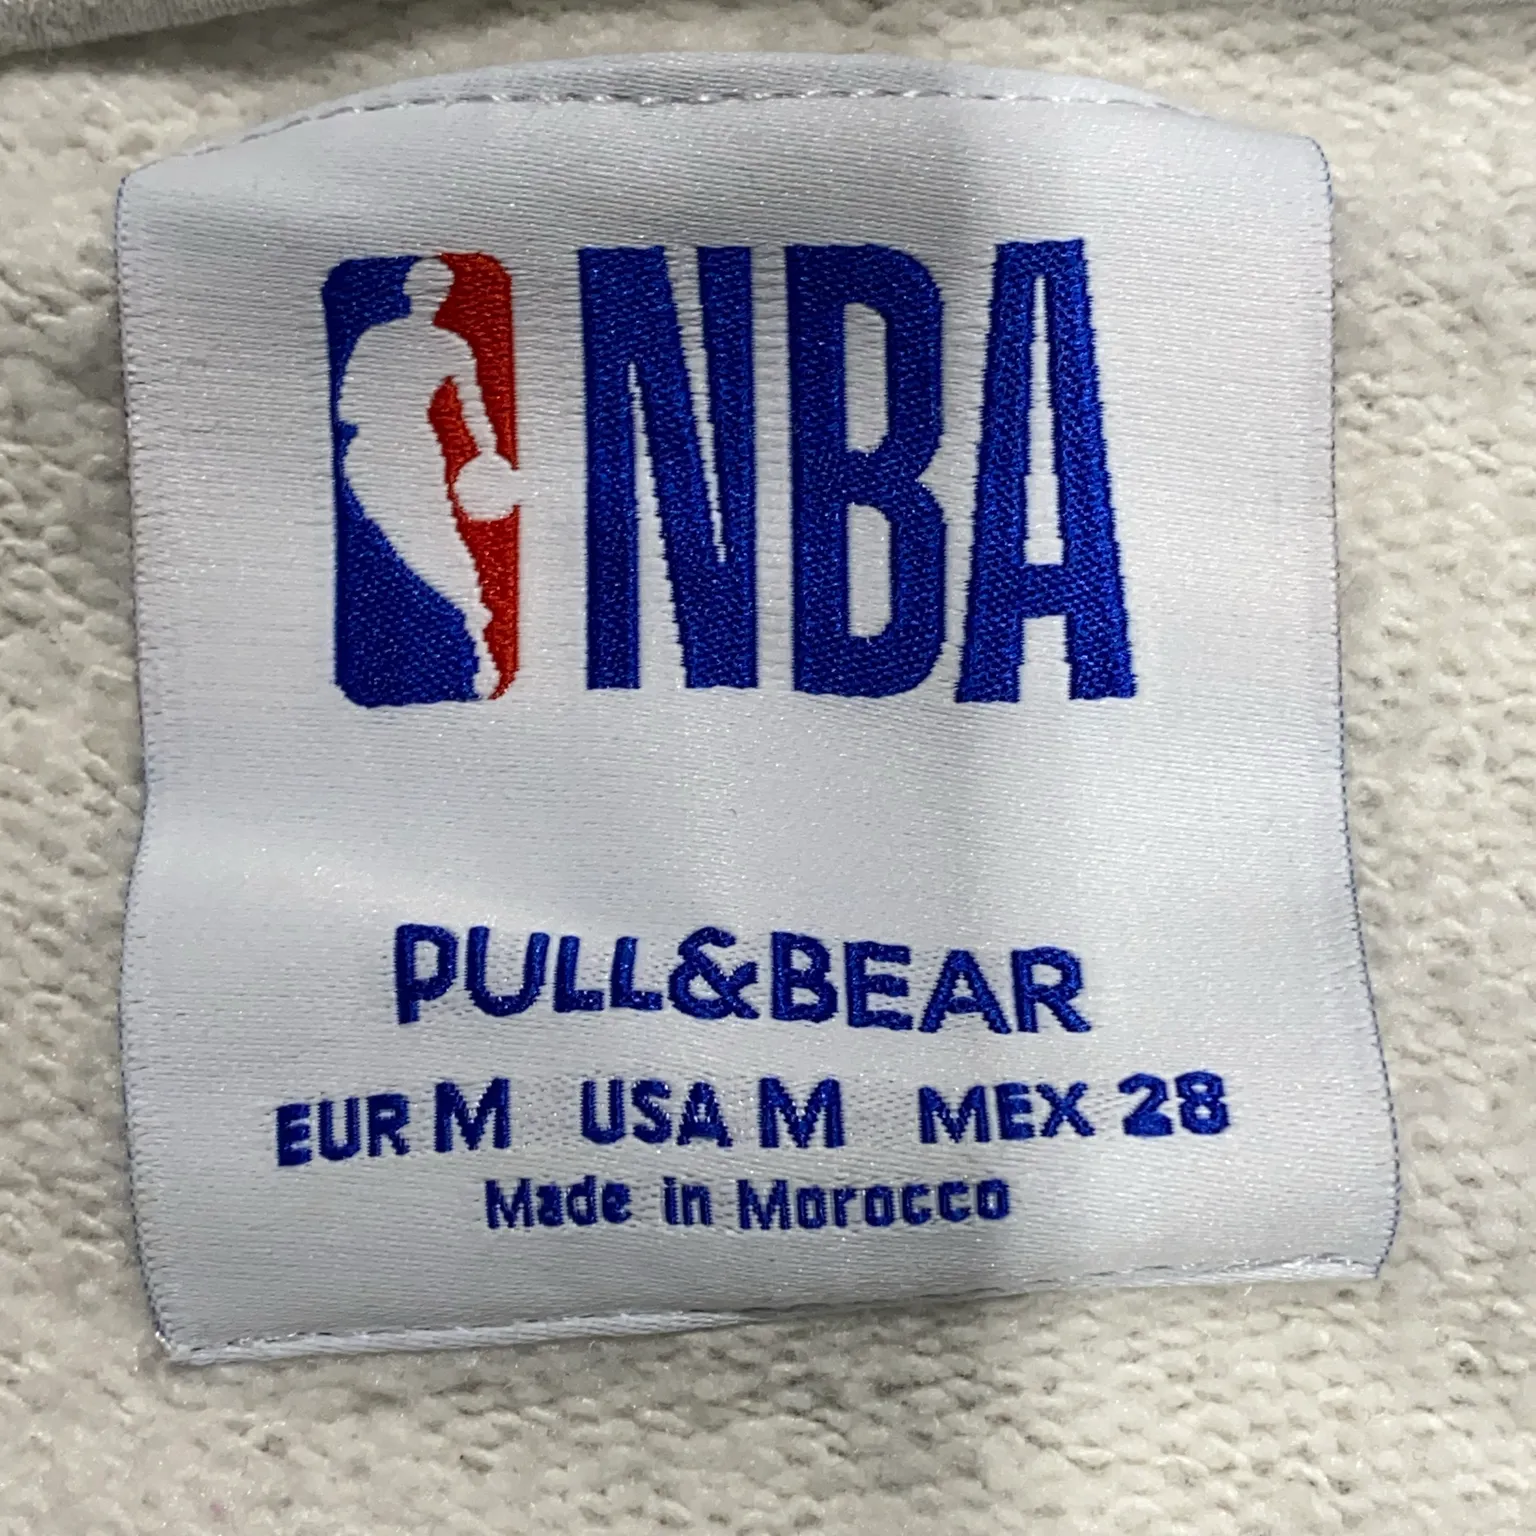 NBA
PULL&BEAR
EUR M USA M MEX 28
Made in Morocco